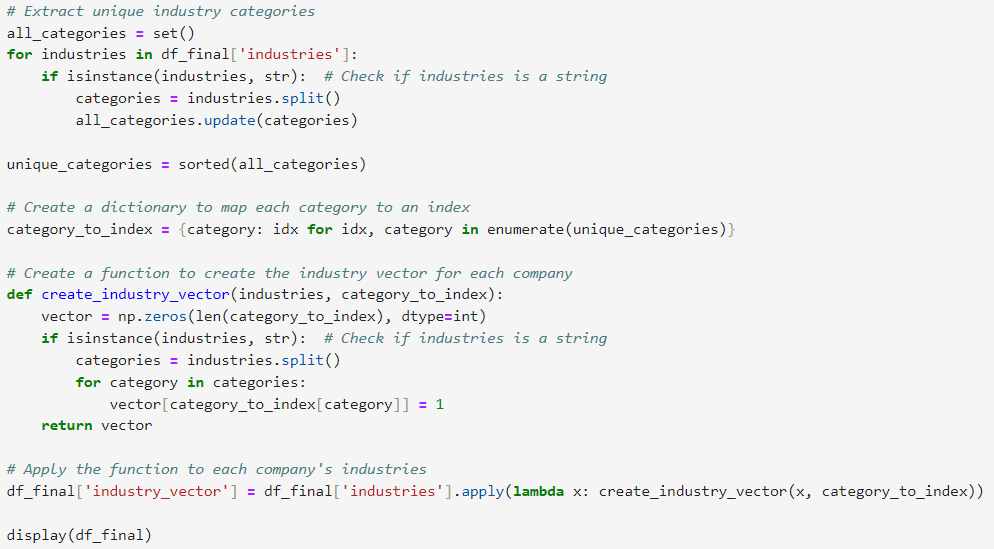 # Extract unique industry categories
all_categories = set()
for industries in df_final['industries']:
    if isinstance(industries, str):  # Check if industries is a string
        categories = industries.split()
        all_categories.update(categories)

unique_categories = sorted(all_categories)

# Create a dictionary to map each category to an index
category_to_index = {category: idx for idx, category in enumerate(unique_categories)}

# Create a function to create the industry vector for each company
def create_industry_vector(industries, category_to_index):
    vector = np.zeros(len(category_to_index), dtype=int)
    if isinstance(industries, str):  # Check if industries is a string
        categories = industries.split()
        for category in categories:
            vector[category_to_index[category]] = 1
    return vector

# Apply the function to each company's industries
df_final['industry_vector'] = df_final['industries'].apply(lambda x: create_industry_vector(x, category_to_index))

display(df_final)